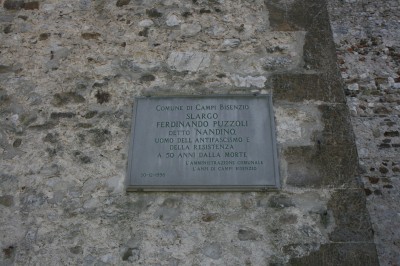 COMUNE DI CAMPI BISENZIO
SLARGO
FERDINANDO PUZZOLI
DETTO NANDINO
UOMO DELL'ANTIFASCISMO E
DELLA RESISTENZA
A 50 ANNI DALLA MORTE
L'AMMINISTRAZIONE COMUNALE
L'ANPI DI CAMPI BISENZIO